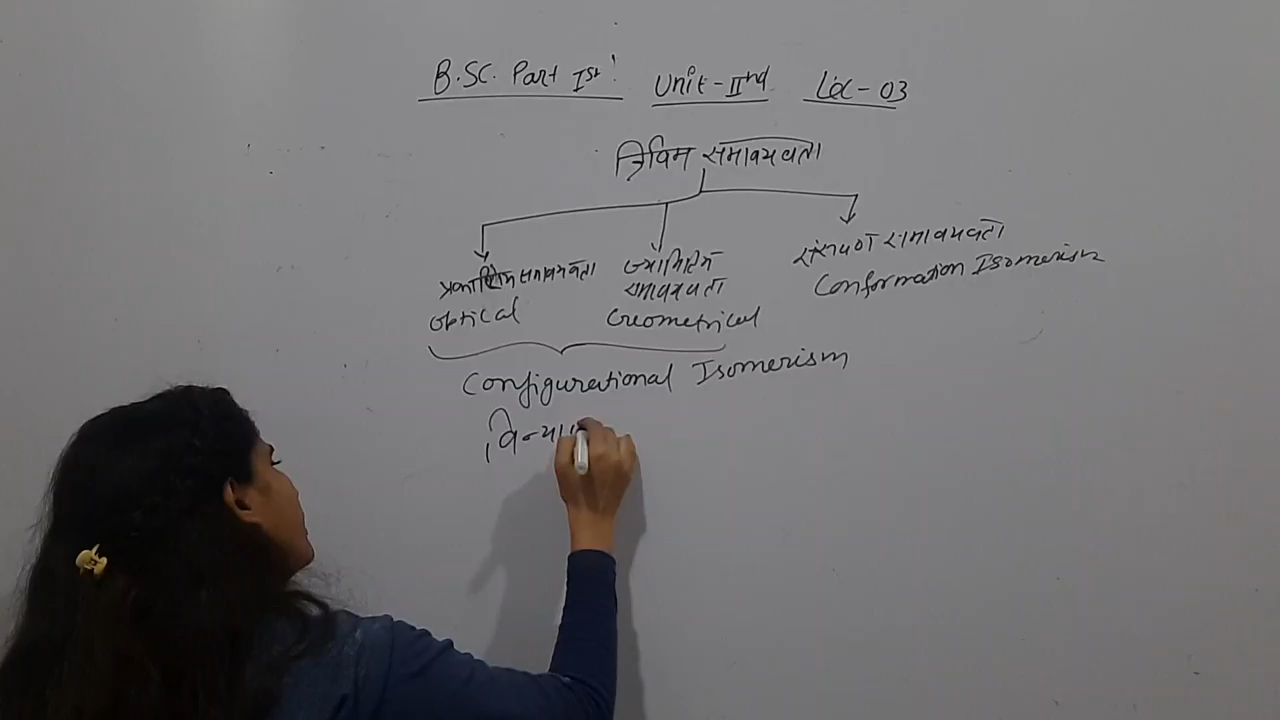 B.Sc. Part Ist Unit-IInd Lec-03
त्रिविम समावयवता
प्रकाशिक समावयवता
Optical
ज्यामितिय
समावयवता
Geometrical
संरूपण समावयवता
Conformation Isomerism
Configurational Isomerism